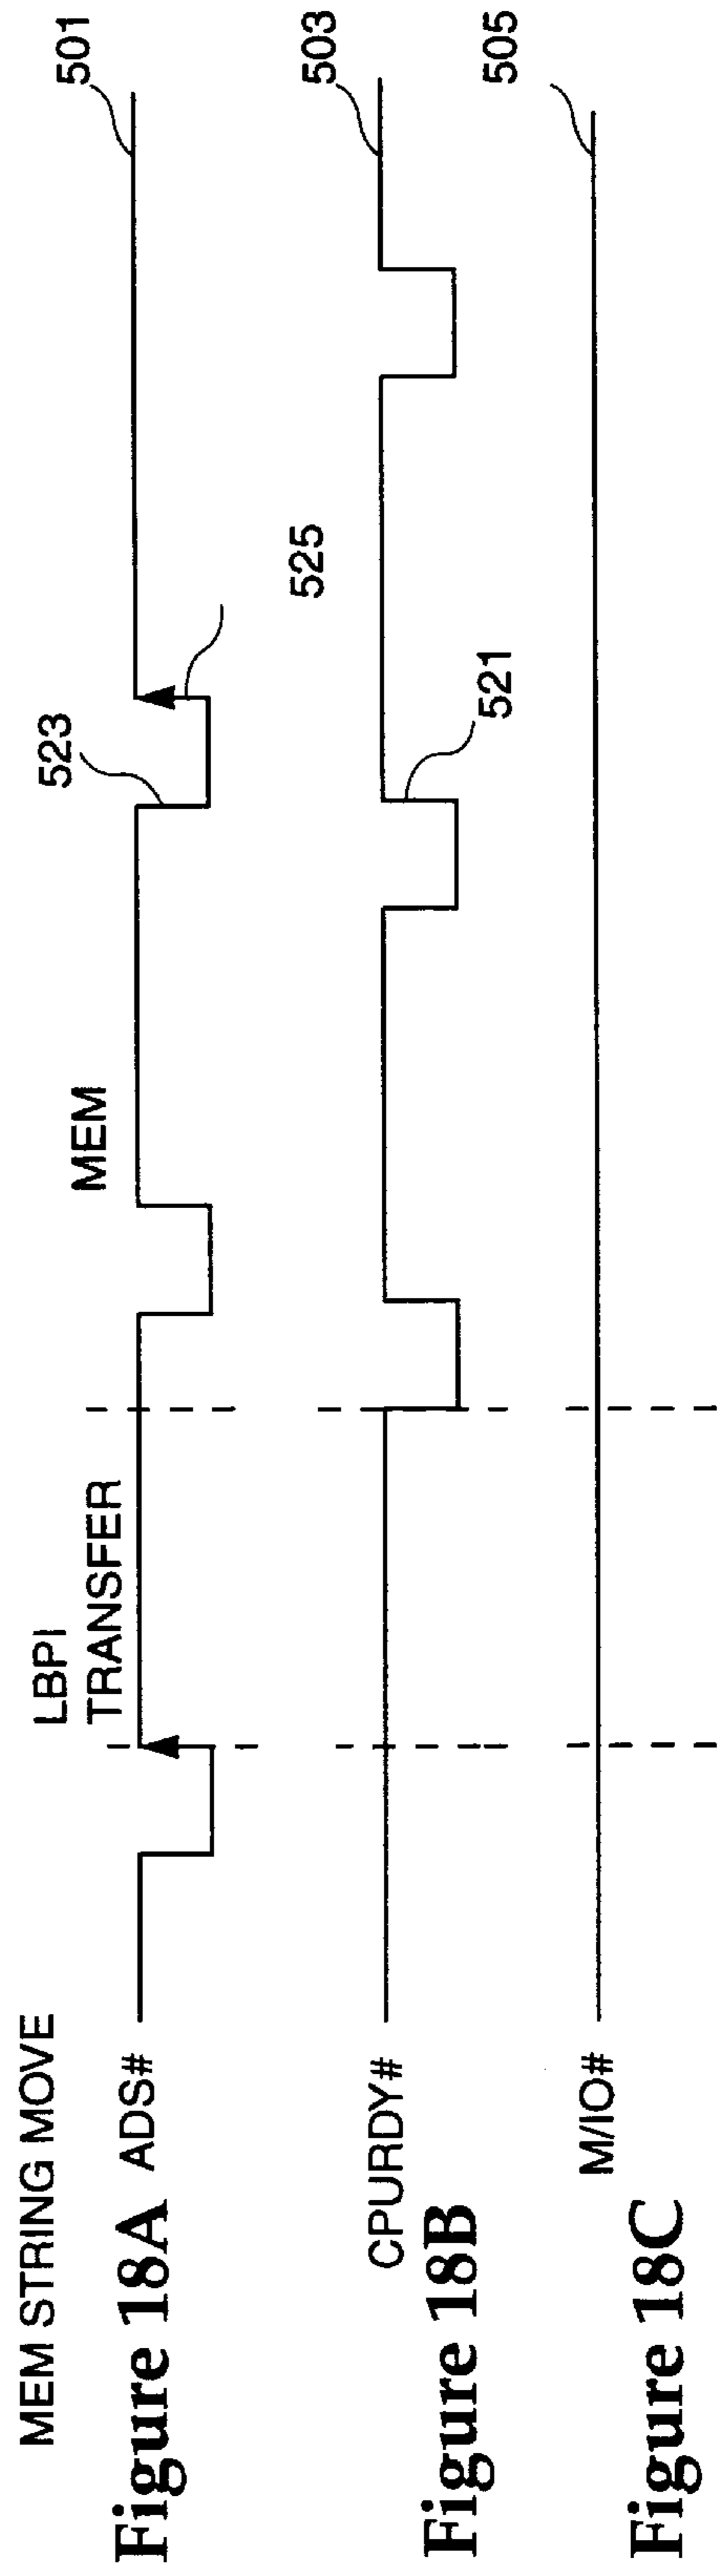 MEM STRING MOVE
LBPI
TRANSFER
MEM
523
501
Figure 18A
ADS#
525
CPURDY#
503
Figure 18B
521
M/IO#
505
Figure 18C